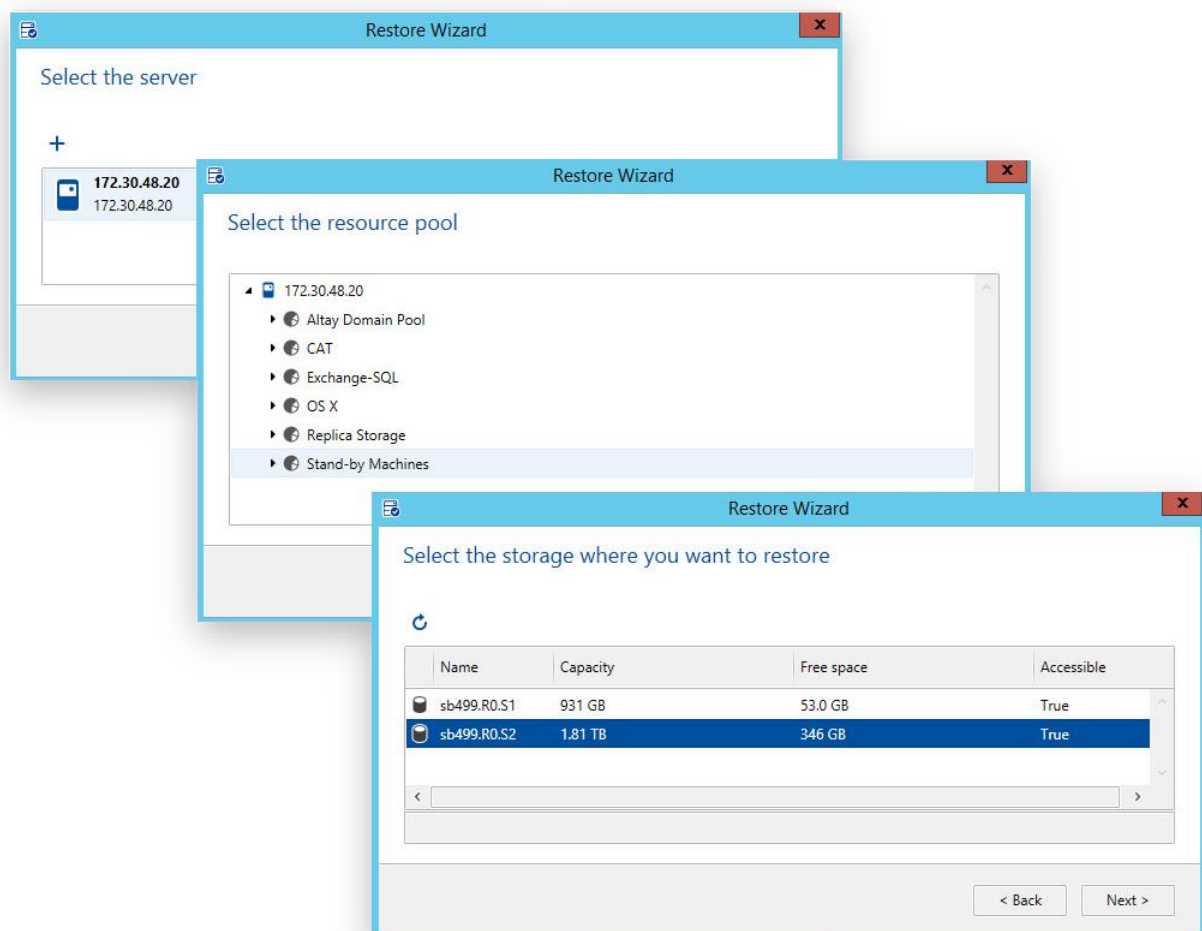 Restore Wizard
x
Select the server
+
172.30.48.20
172.30.48.20
Restore Wizard
x
Select the resource pool
172.30.48.20
Altay Domain Pool
CAT
Exchange-SQL
OS X
Replica Storage
Stand-by Machines
Restore Wizard
x
Select the storage where you want to restore
Name Capacity Free space Accessible
sb499.R0.S1 931 GB 53.0 GB True
sb499.R0.S2 1.81 TB 346 GB True
< Back Next >